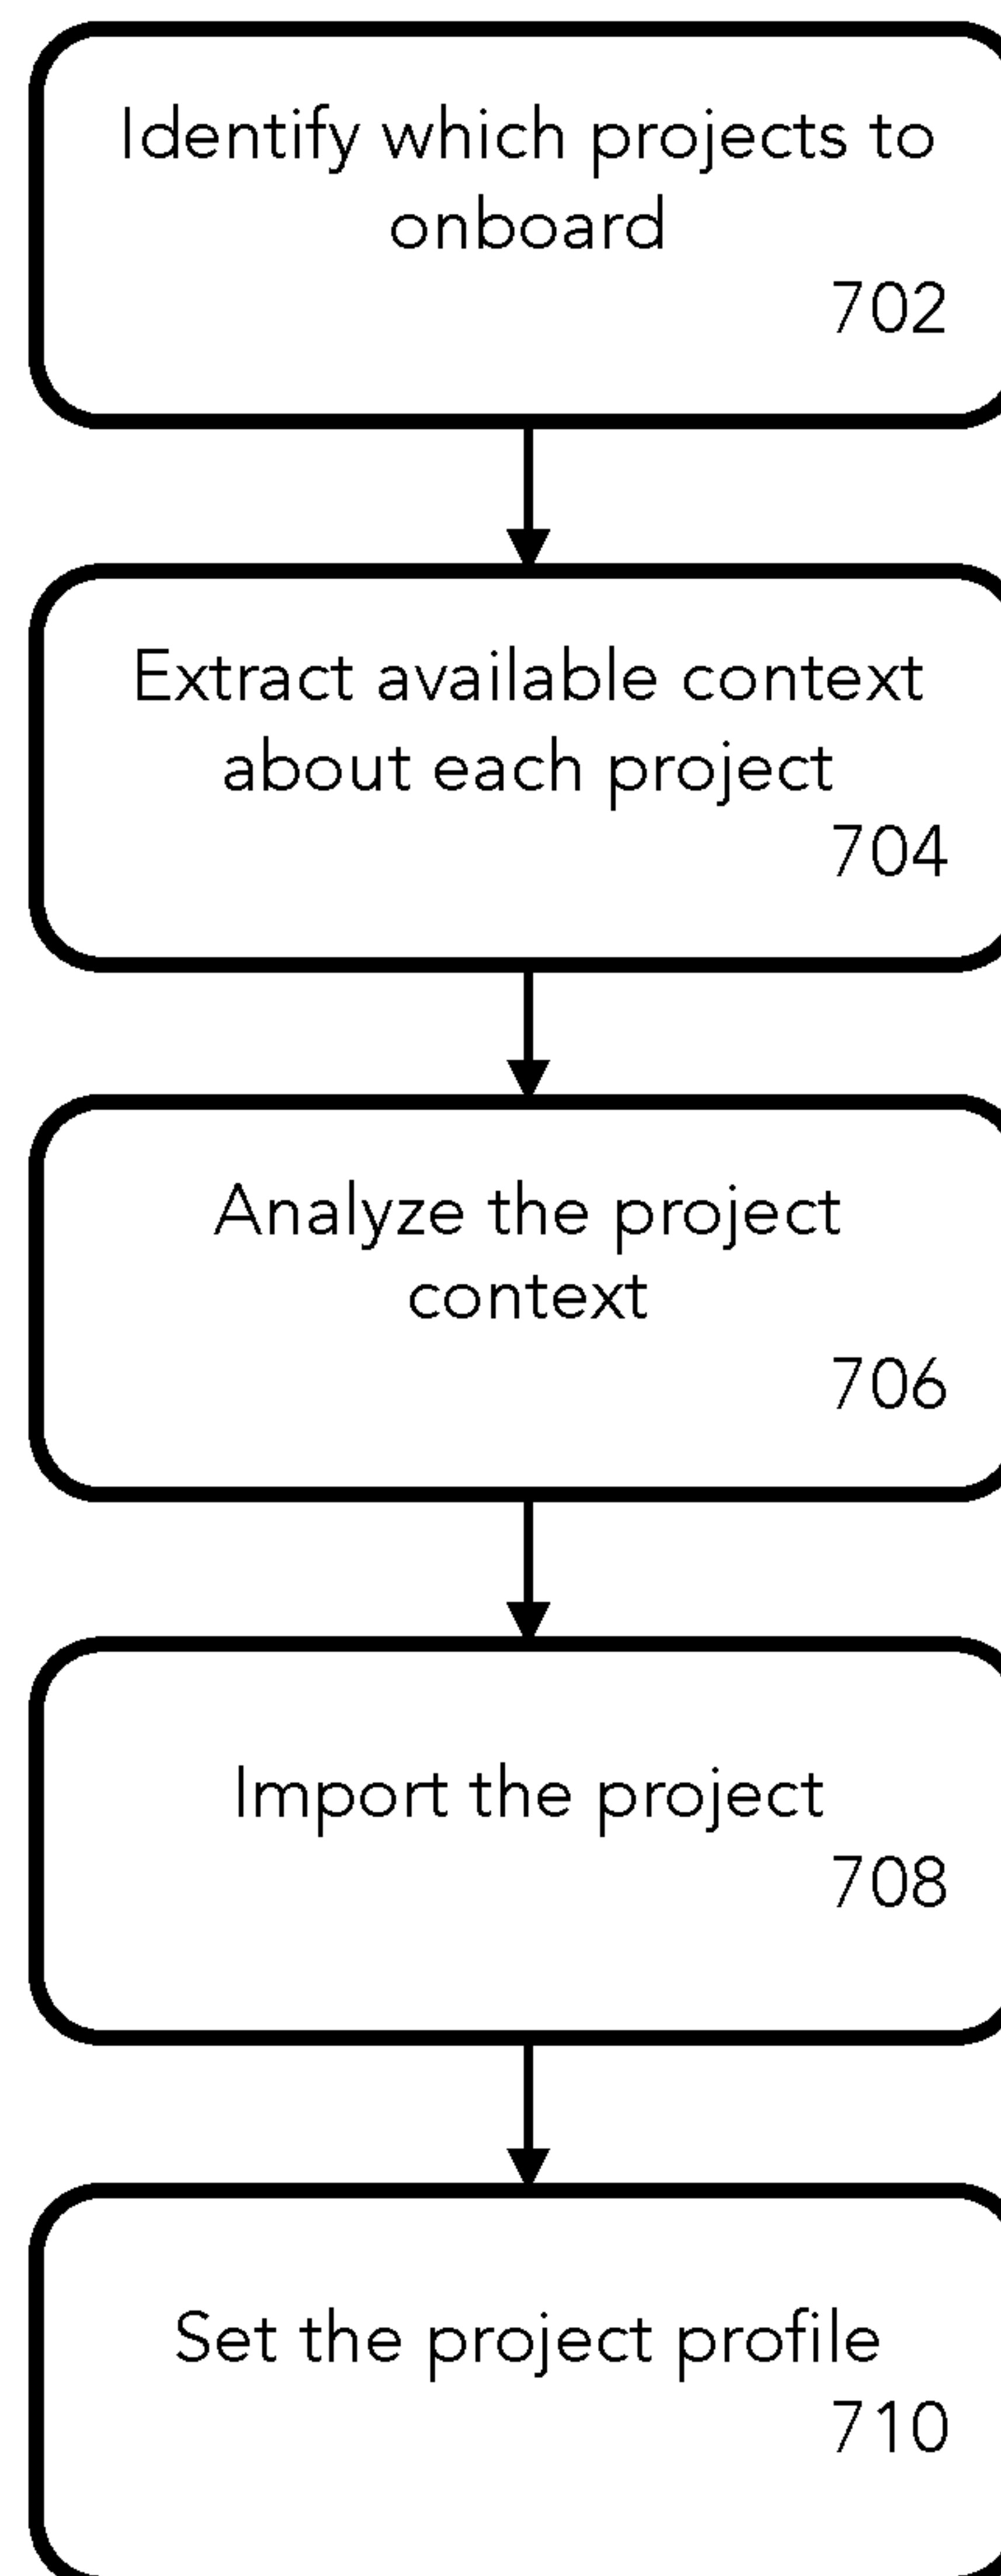 Identify which projects to
onboard
702
Extract available context
about each project
704
Analyze the project
context
706
Import the project
708
Set the project profile
710